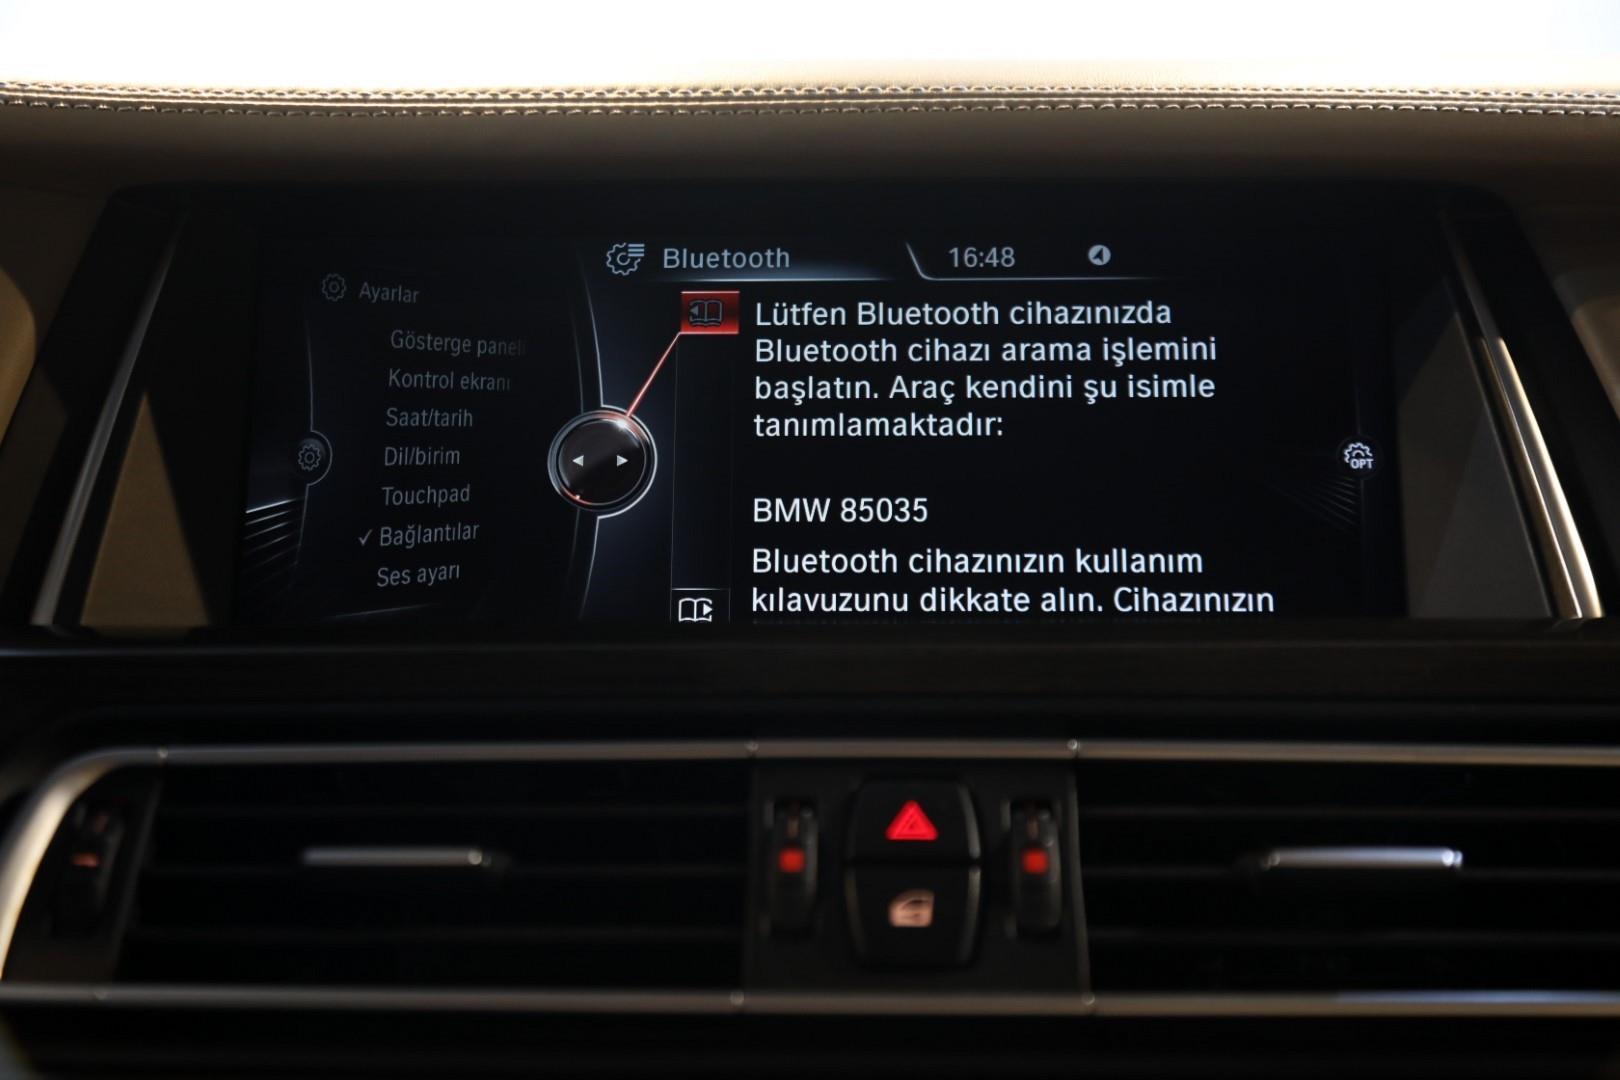 Bluetooth
16:48
Ayarlar
Gösterge paneli
Kontrol ekranı
Saat/tarih
Dil/birim
Touchpad
✓ Bağlantılar
Ses ayarı
Lütfen Bluetooth cihazınızda
Bluetooth cihazı arama işlemini
başlatın. Araç kendini şu isimle
tanımlamaktadır:
BMW 85035
Bluetooth cihazınızın kullanım
kılavuzunu dikkate alın. Cihazınızın
OPT